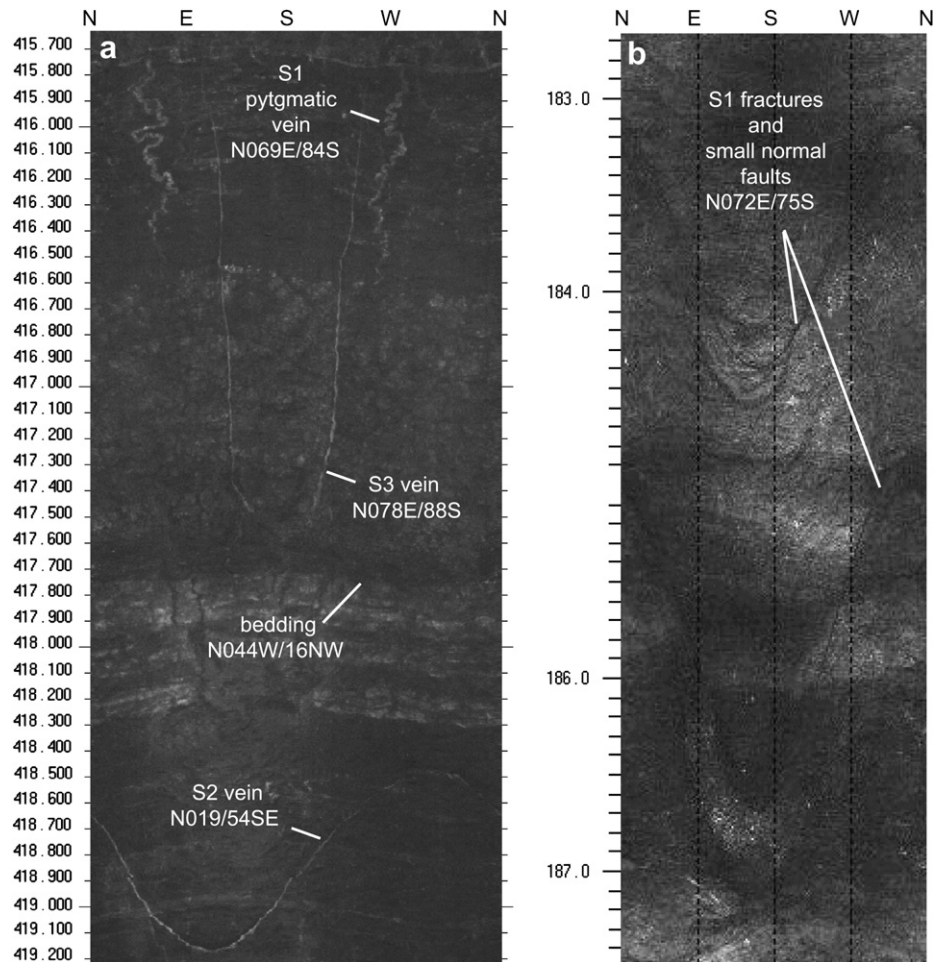 N E S W N
a
415.700
415.800
415.900
416.000
416.100
416.200
416.300
416.400
416.500
416.600
416.700
416.800
416.900
417.000
417.100
417.200
417.300
417.400
417.500
417.600
417.700
417.800
417.900
418.000
418.100
418.200
418.300
418.400
418.500
418.600
418.700
418.800
418.900
419.000
419.100
419.200
S1
pytgmatic
vein
N069E/84S
S3 vein
N078E/88S
bedding
N044W/16NW
S2 vein
N019/54SE
N E S W N
b
183.0
184.0
186.0
187.0
S1 fractures
and
small normal
faults
N072E/75S